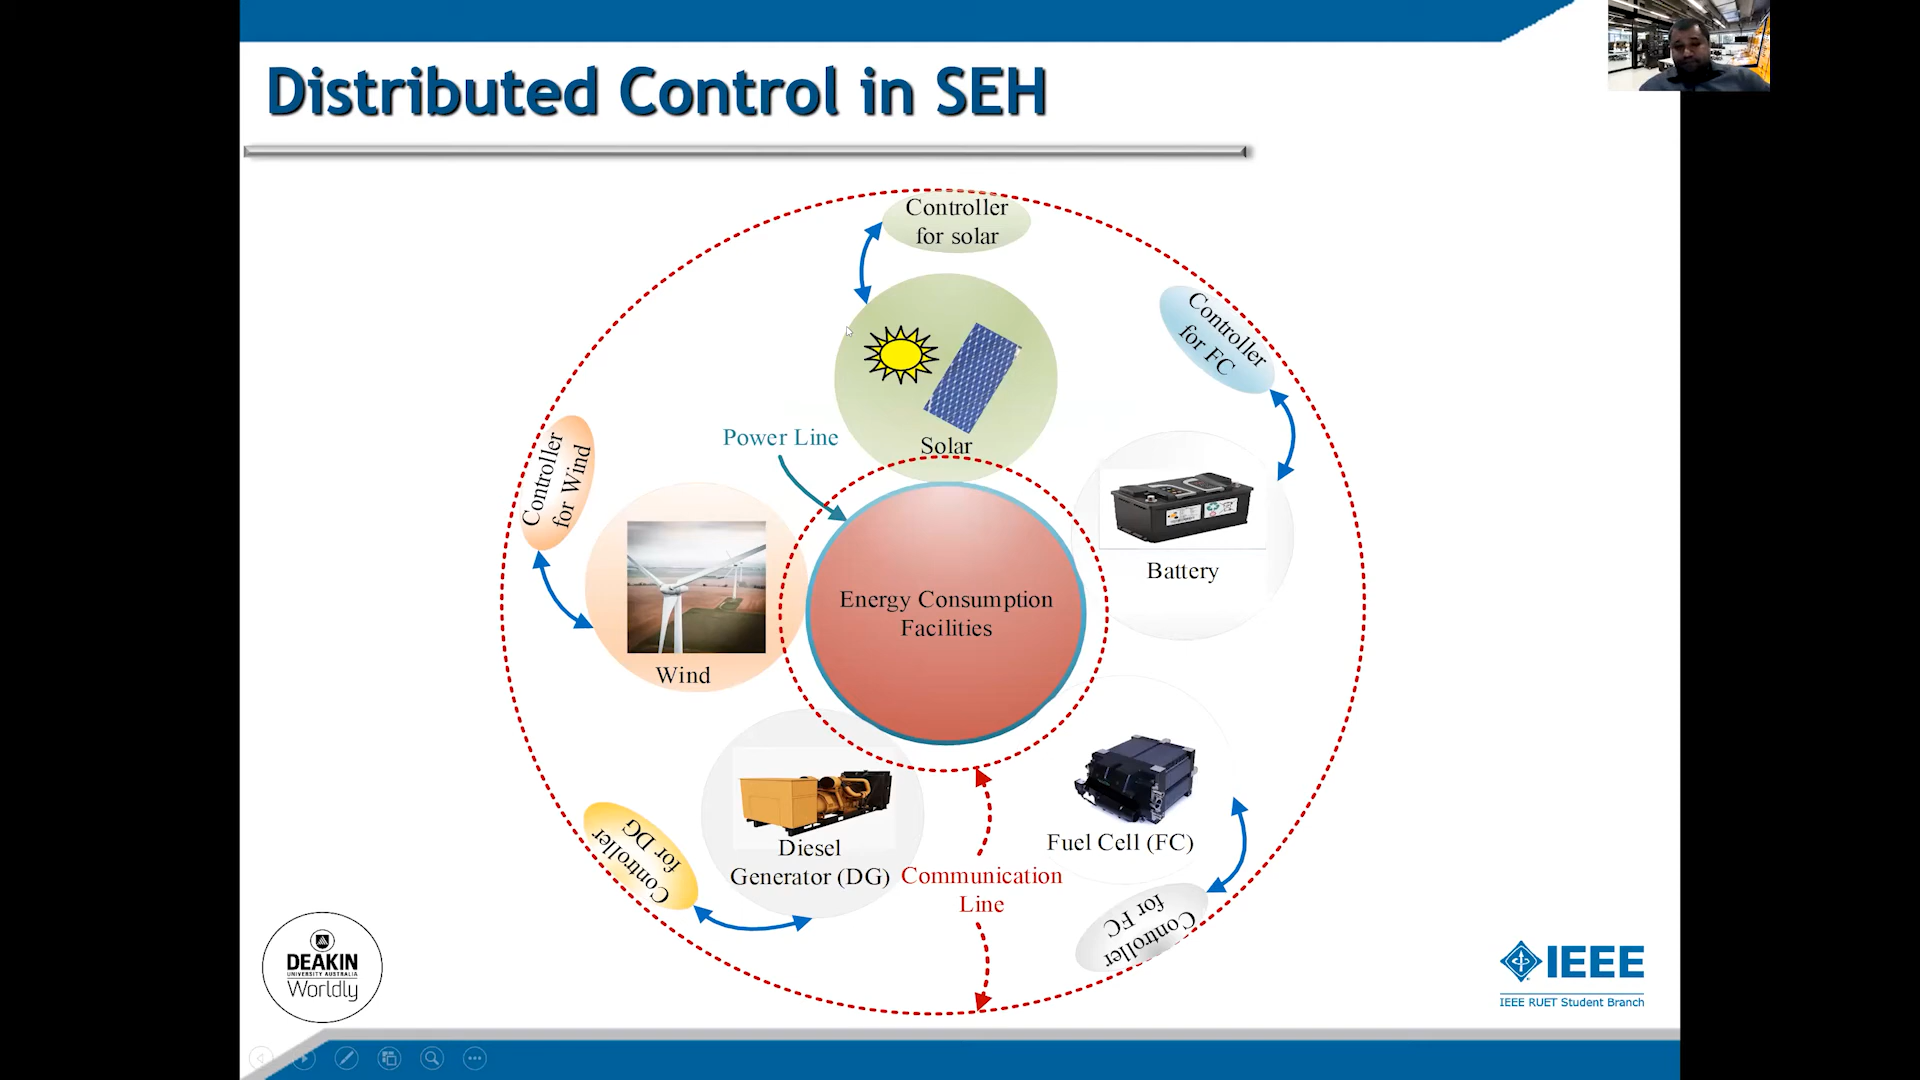 Distributed Control in SEH
Controller
for solar
Controller
for FC
Solar
Power Line
Controller
for Wind
Battery
Energy Consumption
Facilities
Wind
Controller
for DG
Diesel
Generator (DG)
Fuel Cell (FC)
Communication
Line
Controller
for FC
DEAKIN
UNIVERSITY AUSTRALIA
Worldly
IEEE
IEEE RUET Student Branch